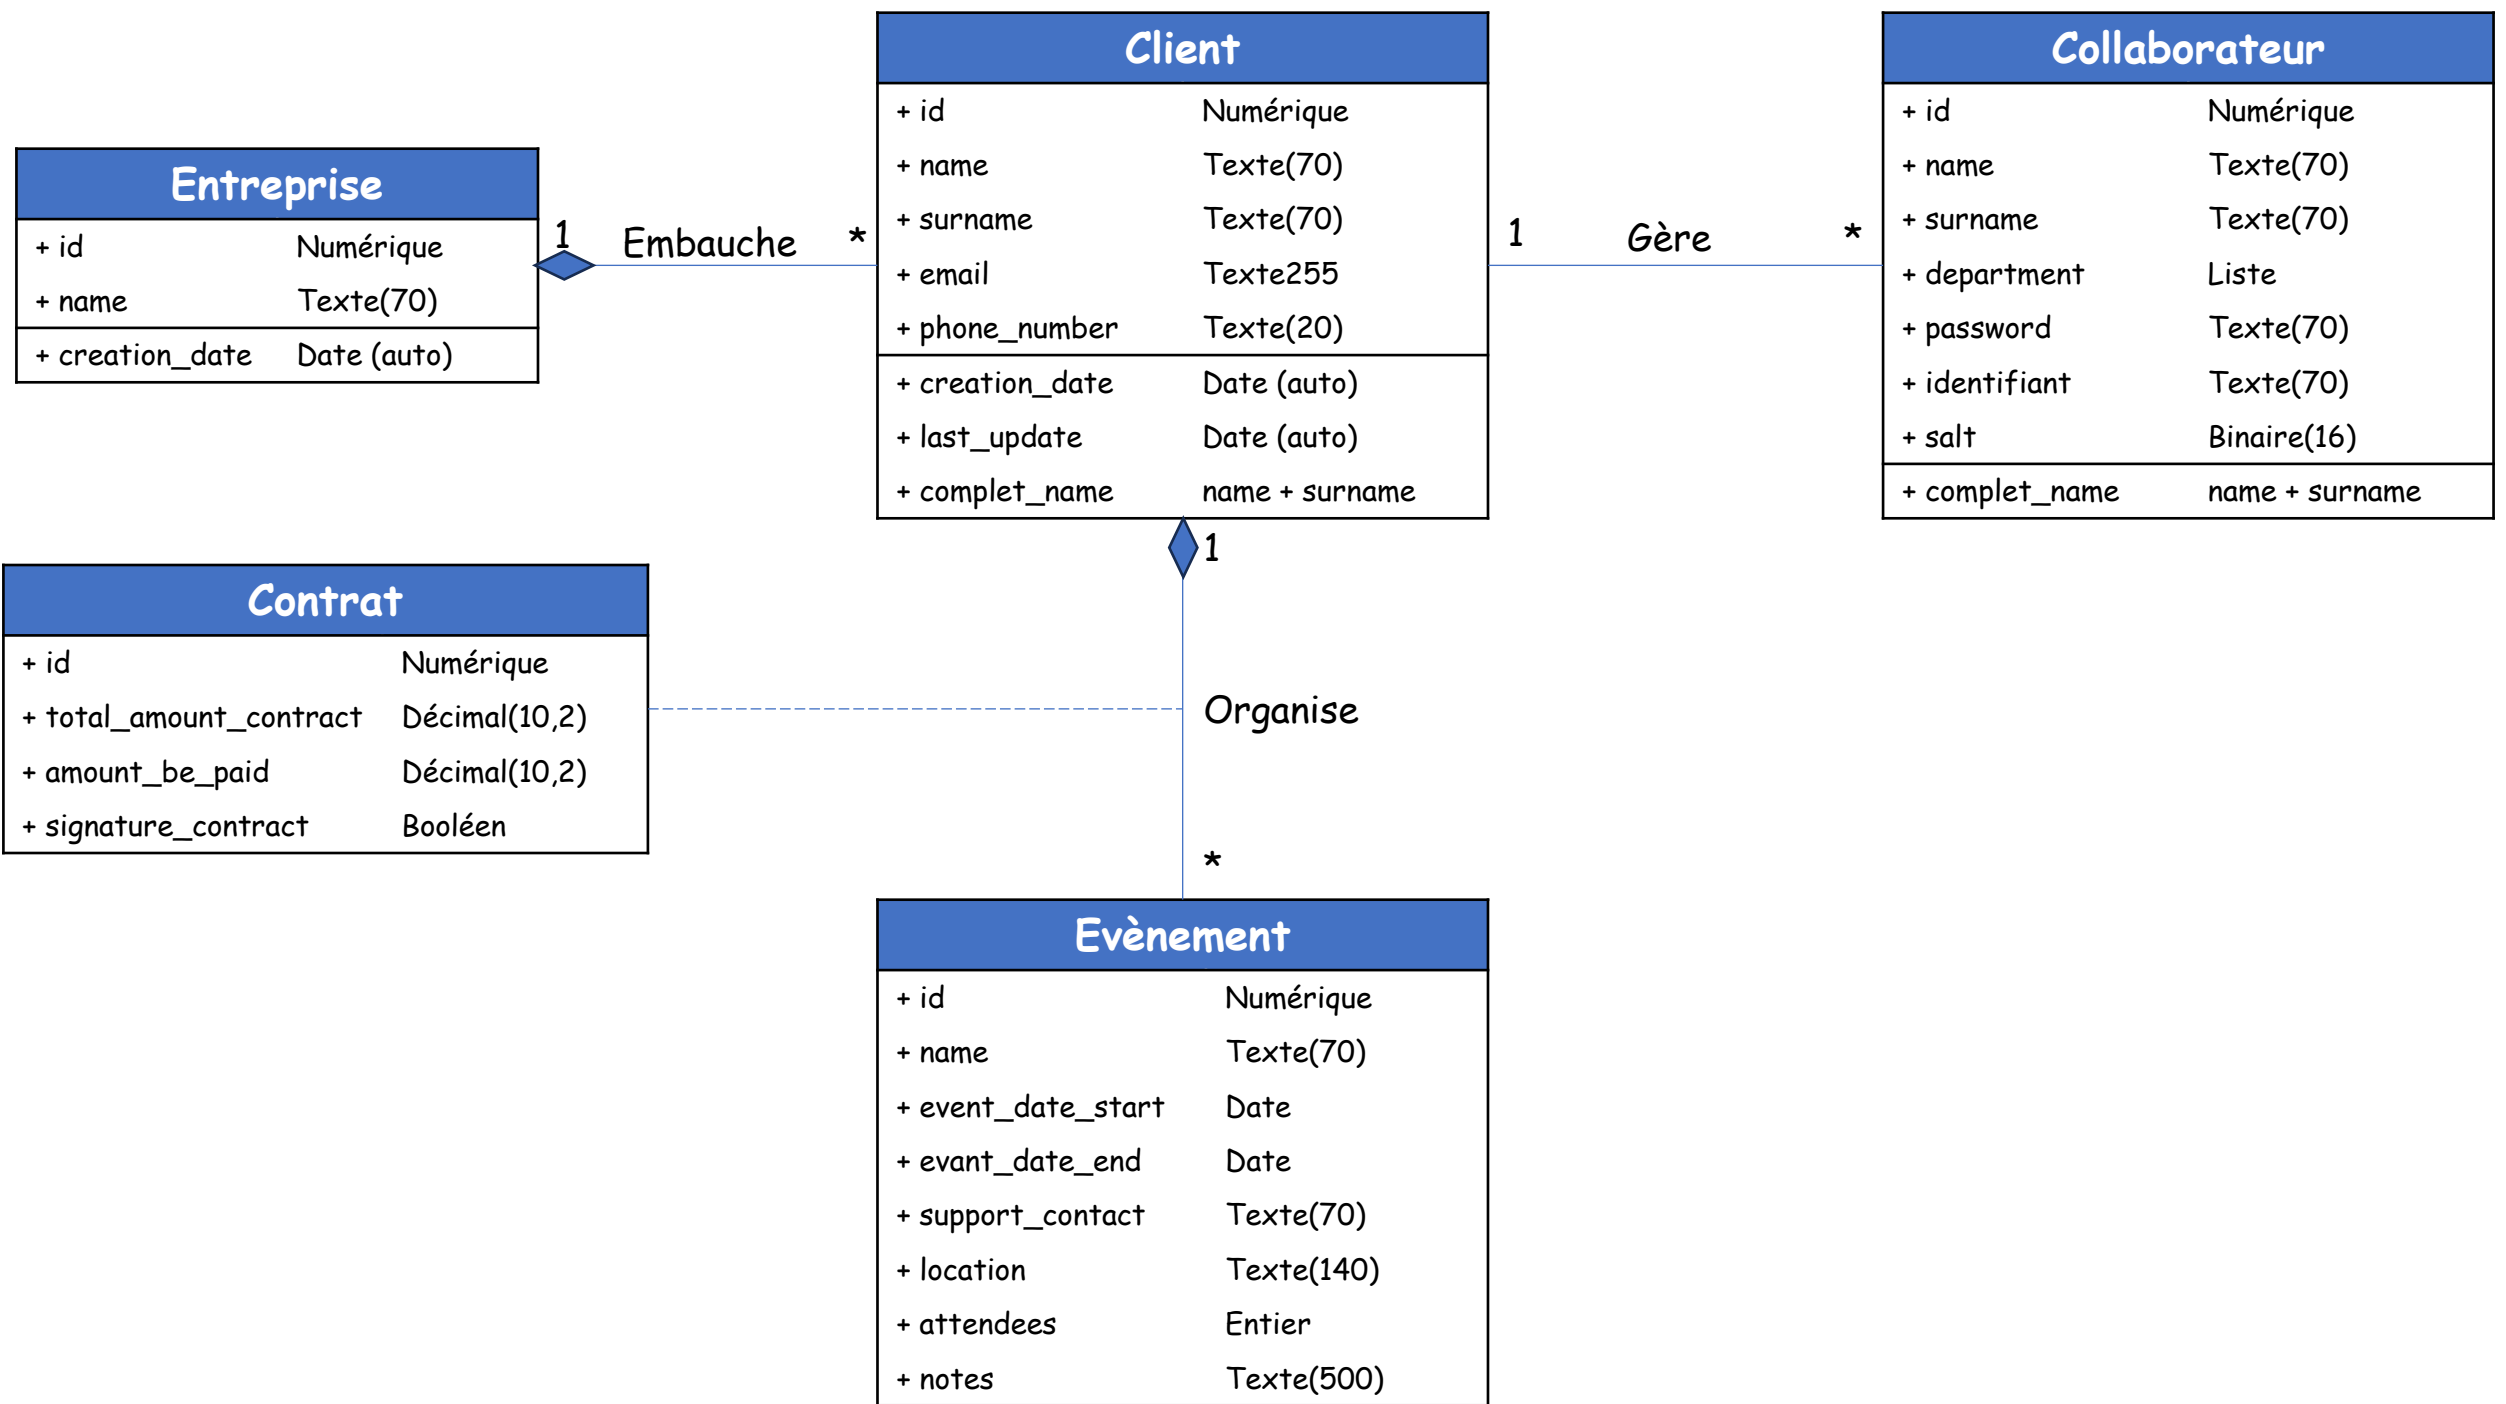 Client
+ id Numérique
+ name Texte(70)
+ surname Texte(70)
+ email Texte255
+ phone_number Texte(20)
+ creation_date Date (auto)
+ last_update Date (auto)
+ complet_name name + surname
Collaborateur
+ id Numérique
+ name Texte(70)
+ surname Texte(70)
+ department Liste
+ password Texte(70)
+ identifiant Texte(70)
+ salt Binaire(16)
+ complet_name name + surname
Entreprise
+ id Numérique
+ name Texte(70)
+ creation_date Date (auto)
1 Embauche *
1 Gère *
1
Organise
*
Contrat
+ id Numérique
+ total_amount_contract Décimal(10,2)
+ amount_be_paid Décimal(10,2)
+ signature_contract Booléen
Evènement
+ id Numérique
+ name Texte(70)
+ event_date_start Date
+ evant_date_end Date
+ support_contact Texte(70)
+ location Texte(140)
+ attendees Entier
+ notes Texte(500)